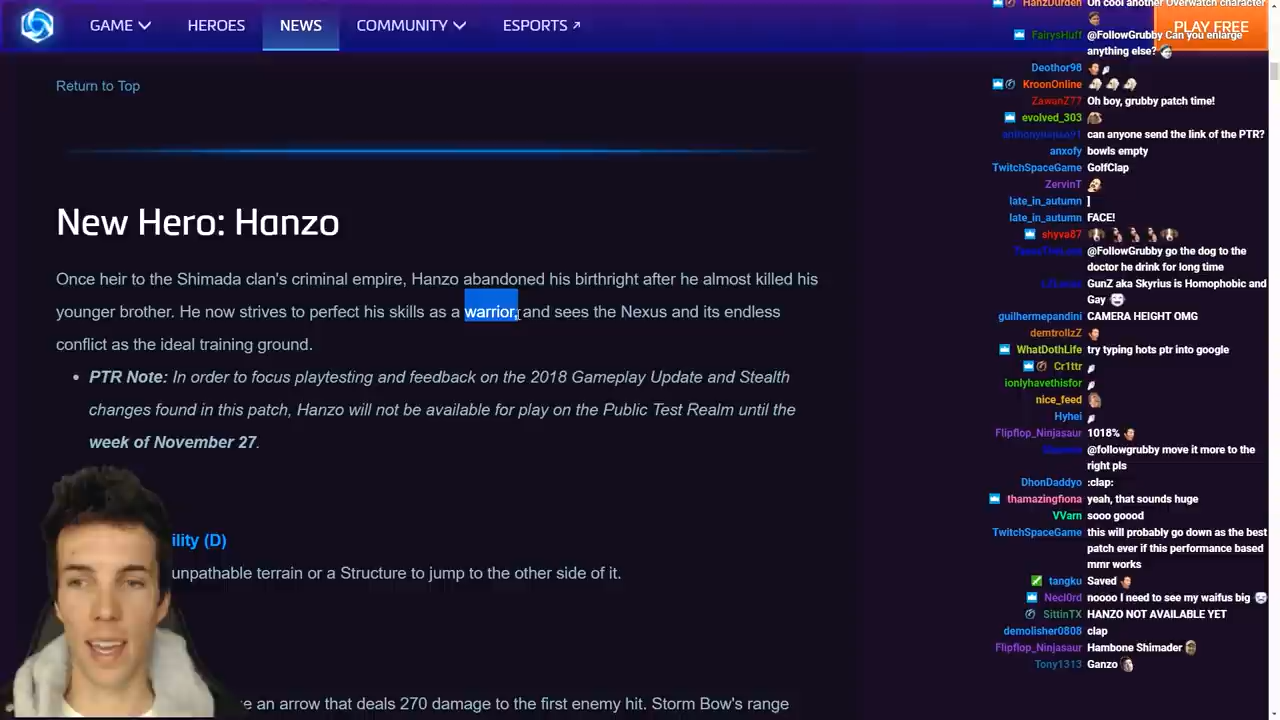 GAME
HEROES
NEWS
COMMUNITY
ESPORTS
PLAY FREE
Return to Top
New Hero: Hanzo
Once heir to the Shimada clan's criminal empire, Hanzo abandoned his birthright after he almost killed his
younger brother. He now strives to perfect his skills as a warrior, and sees the Nexus and its endless
conflict as the ideal training ground.
• PTR Note: In order to focus playtesting and feedback on the 2018 Gameplay Update and Stealth
changes found in this patch, Hanzo will not be available for play on the Public Test Realm until the
week of November 27.
ility (D)
unpathable terrain or a Structure to jump to the other side of it.
e an arrow that deals 270 damage to the first enemy hit. Storm Bow's range
HanzDurden Oh cool another Overwatch character
FairysHuff @FollowGrubby Can you enlarge
anything else?
Deothor98
KroonOnline
ZawunZ77 Oh boy, grubby patch time!
evolved_303
can anyone send the link of the PTR?
anxofy bowls empty
TwitchSpaceGame GolfClap
ZervinT
late_in_autumn ]
late_in_autumn FACE!
shyva87
@FollowGrubby go the dog to the
doctor he drink for long time
GunZ aka Skyrius is Homophobic and
Gay
guilhermepandini CAMERA HEIGHT OMG
demtrollzZ
WhatDothLife try typing hots ptr into google
Cr1ttr
ionlyhavethisfor
nice_feed
Hyhei
Flipflop_Ninjasaur 1018%
@followgrubby move it more to the
right pls
DhonDaddyo :clap:
thamazingfiona yeah, that sounds huge
VVarn sooo goood
TwitchSpaceGame this will probably go down as the best
patch ever if this performance based
mmr works
tangku Saved
Necl0rd noooo I need to see my waifus big
SittinTX HANZO NOT AVAILABLE YET
demolisher0808 clap
Flipflop_Ninjasaur Hambone Shimader
Tony1313 Ganzo